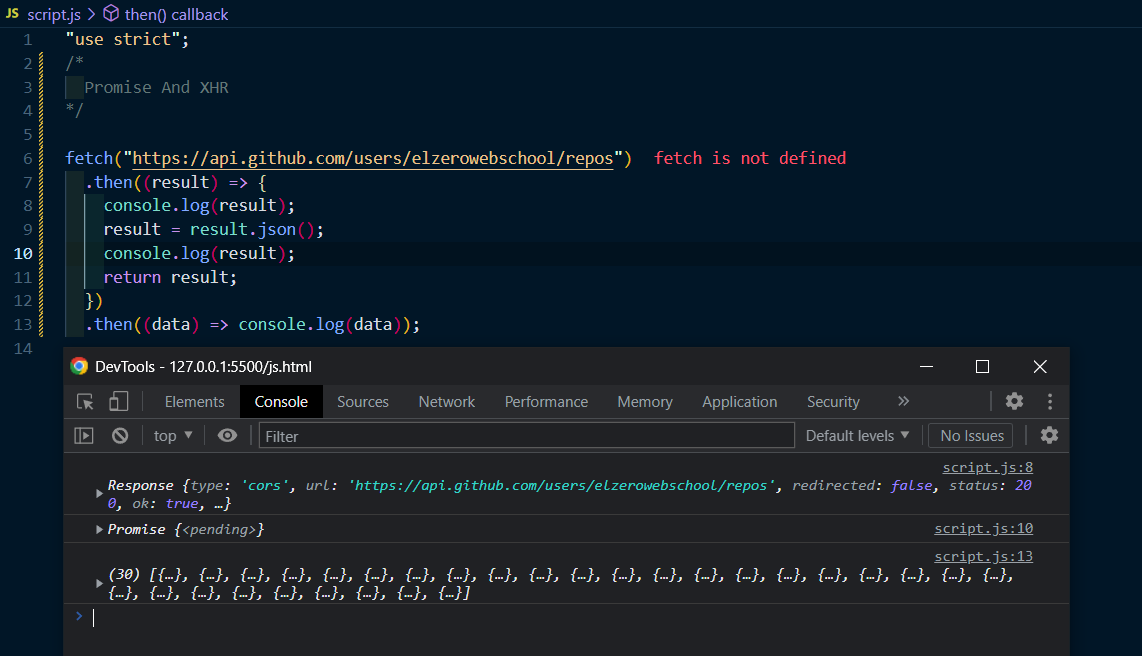 JS script.js > then() callback
1 "use strict";
2 /*
3 Promise And XHR
4 */
5
6 fetch("https://api.github.com/users/elzerowebschool/repos") fetch is not defined
7 .then((result) => {
8 console.log(result);
9 result = result.json();
10 console.log(result);
11 return result;
12 })
13 .then((data) => console.log(data));
14
DevTools - 127.0.0.1:5500/js.html
Elements Console Sources Network Performance Memory Application Security »
top ▼ Filter Default levels ▼ No Issues
script.js:8
Response {type: 'cors', url: 'https://api.github.com/users/elzerowebschool/repos', redirected: false, status: 20
0, ok: true, …}
Promise {<pending>} script.js:10
script.js:13
(30) [{…}, {…}, {…}, {…}, {…}, {…}, {…}, {…}, {…}, {…}, {…}, {…}, {…}, {…}, {…}, {…}, {…}, {…}, {…}, {…}, {…},
{…}, {…}, {…}, {…}, {…}, {…}, {…}, {…}, {…}]
>